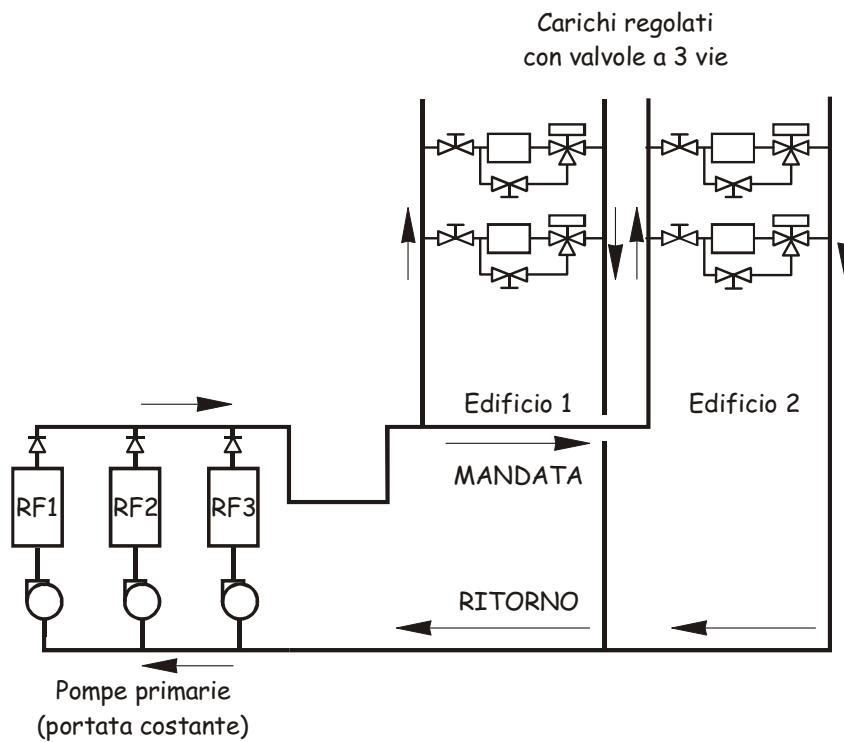 Carichi regolati
con valvole a 3 vie
Edificio 1
Edificio 2
MANDATA
RF1
RF2
RF3
RITORNO
Pompe primarie
(portata costante)